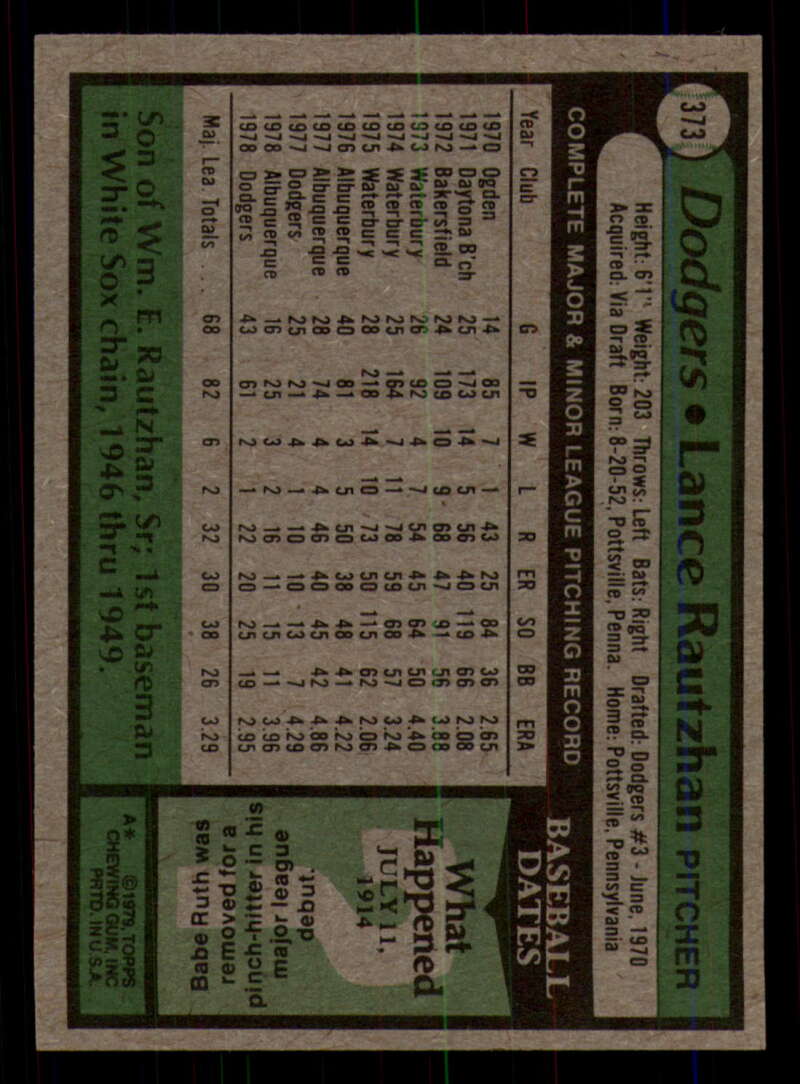 373
Dodgers • Lance Rautzhan PITCHER
Height: 6'1" Weight: 203 Throws: Left Bats: Right Drafted: Dodgers #3 - June, 1970
Acquired: Via Draft Born: 8-20-52, Pottsville, Penna. Home: Pottsville, Pennsylvania
COMPLETE MAJOR & MINOR LEAGUE PITCHING RECORD
Year Club G IP W L R ER SO BB ERA
1970 Ogden 14 85 7 1 43 25 84 36 2.65
1971 Daytona B'ch 25 173 14 5 56 40 119 66 2.08
1972 Bakersfield 24 109 10 9 68 47 91 56 3.88
1973 Waterbury 26 92 4 7 54 45 64 50 4.40
1974 Waterbury 25 164 7 11 78 59 68 57 3.24
1975 Waterbury 28 218 14 10 73 50 115 62 2.06
1976 Albuquerque 40 81 3 5 50 38 48 41 4.22
1977 Albuquerque 28 74 4 4 46 40 45 42 4.86
1977 Dodgers 25 21 4 1 10 10 13 7 4.29
1978 Albuquerque 16 25 3 2 16 11 15 11 3.96
1978 Dodgers 43 61 2 1 22 20 25 19 2.95
Maj. Lea. Totals . . . . 68 82 6 2 32 30 38 26 3.29
Son of Wm. E. Rautzhan, Sr; 1st baseman
in White Sox chain, 1946 thru 1949.
BASEBALL
DATES
What
Happened
JULY 11,
1914
?
Babe Ruth was
removed for a
pinch-hitter in his
major league
debut.
A* ©1979, TOPPS
CHEWING GUM, INC
PRTD. IN U.S.A.